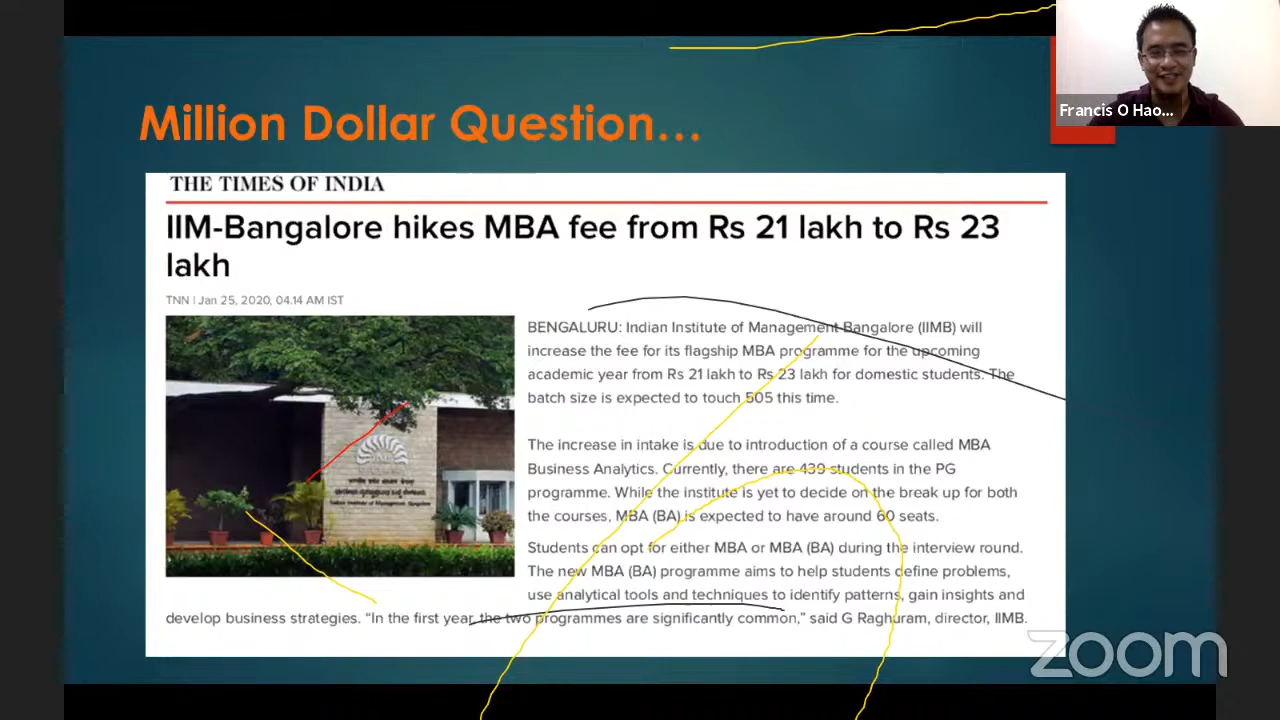 Million Dollar Question...
Francis O Hao...
THE TIMES OF INDIA
IIM-Bangalore hikes MBA fee from Rs 21 lakh to Rs 23
lakh
TNN | Jan 25, 2020, 04.14 AM IST
BENGALURU: Indian Institute of Management Bangalore (IIMB) will
increase the fee for its flagship MBA programme for the upcoming
academic year from Rs 21 lakh to Rs 23 lakh for domestic students. The
batch size is expected to touch 505 this time.
The increase in intake is due to introduction of a course called MBA
Business Analytics. Currently, there are 439 students in the PG
programme. While the institute is yet to decide on the break up for both
the courses, MBA (BA) is expected to have around 60 seats.
Students can opt for either MBA or MBA (BA) during the interview round.
The new MBA (BA) programme aims to help students define problems,
use analytical tools and techniques to identify patterns, gain insights and
develop business strategies. “In the first year, the two programmes are significantly common,” said G Raghuram, director, IIMB.
Indian Institute of Management Bangalore
zoom